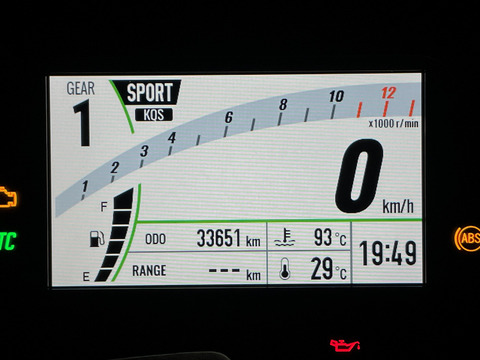 GEAR
1
SPORT
KQS
1 2 3 4 6 8 10 12
x1000 r/min
0 km/h
F
E
ODO 33651 km
RANGE --- km
93 °C
29 °C
19:49
TC
ABS